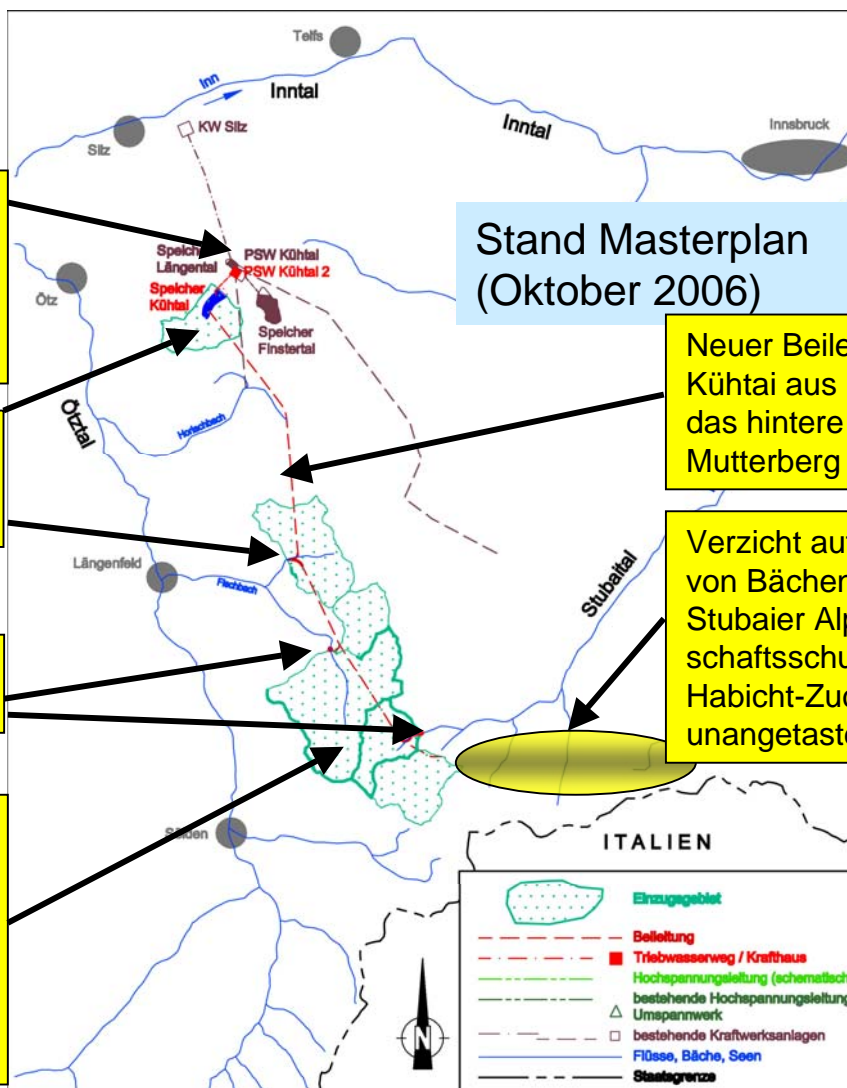 Telfs
Inn
Inntal
KW Silz
Silz
Inntal
Innsbruck
Stand Masterplan
(Oktober 2006)
Speicher
Längental
PSW Kühtai
PSW Kühtai 2
Speicher
Kühtai
Speicher
Finstertal
Ötz
Ötztal
Horlachbach
Neuer Beile
Kühtai aus
das hintere
Mutterberg
Längenfeld
Fischbach
Stubaital
Verzicht auf
von Bächen
Stubaier Alp
schaftsschu
Habicht-Zuc
unangetaste
Sölden
ITALIEN
Einzugsgebiet
Beileitung
Triebwasserweg / Krafthaus
Hochspannungsleitung (schematisch
bestehende Hochspannungsleitung
Umspannwerk
bestehende Kraftwerksanlagen
Flüsse, Bäche, Seen
Staatsgrenze
N